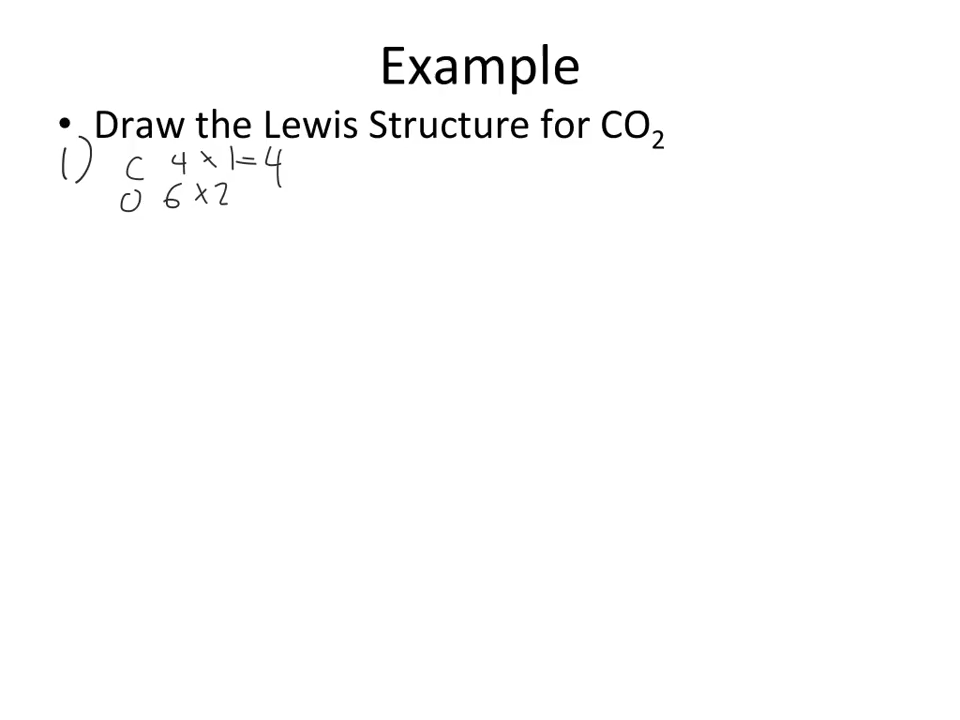 Example
• Draw the Lewis Structure for CO₂
1) C 4 × 1 = 4
O 6 × 2